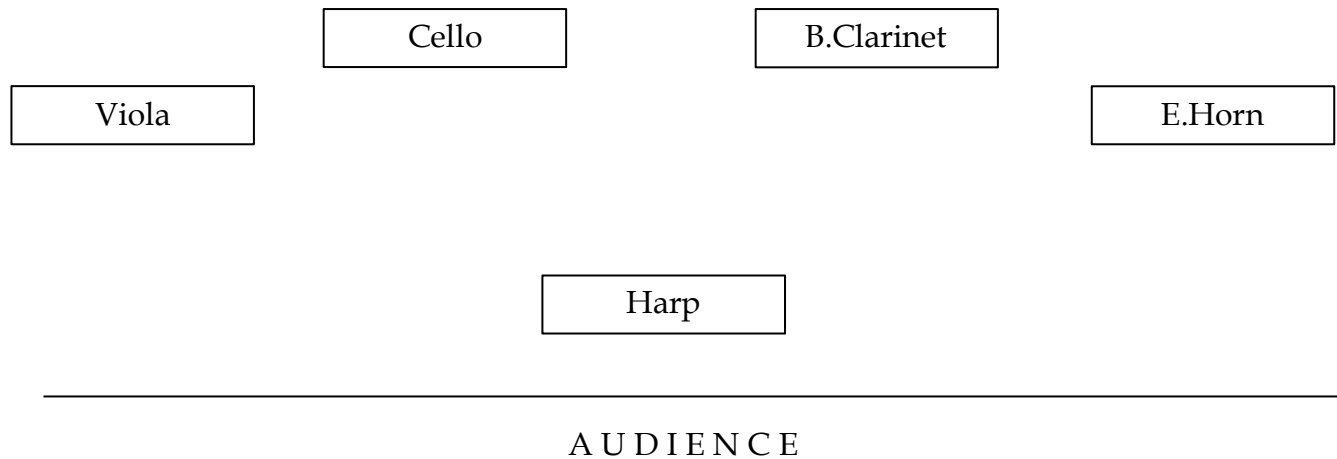 Cello B.Clarinet
Viola E.Horn
Harp
A U D I E N C E